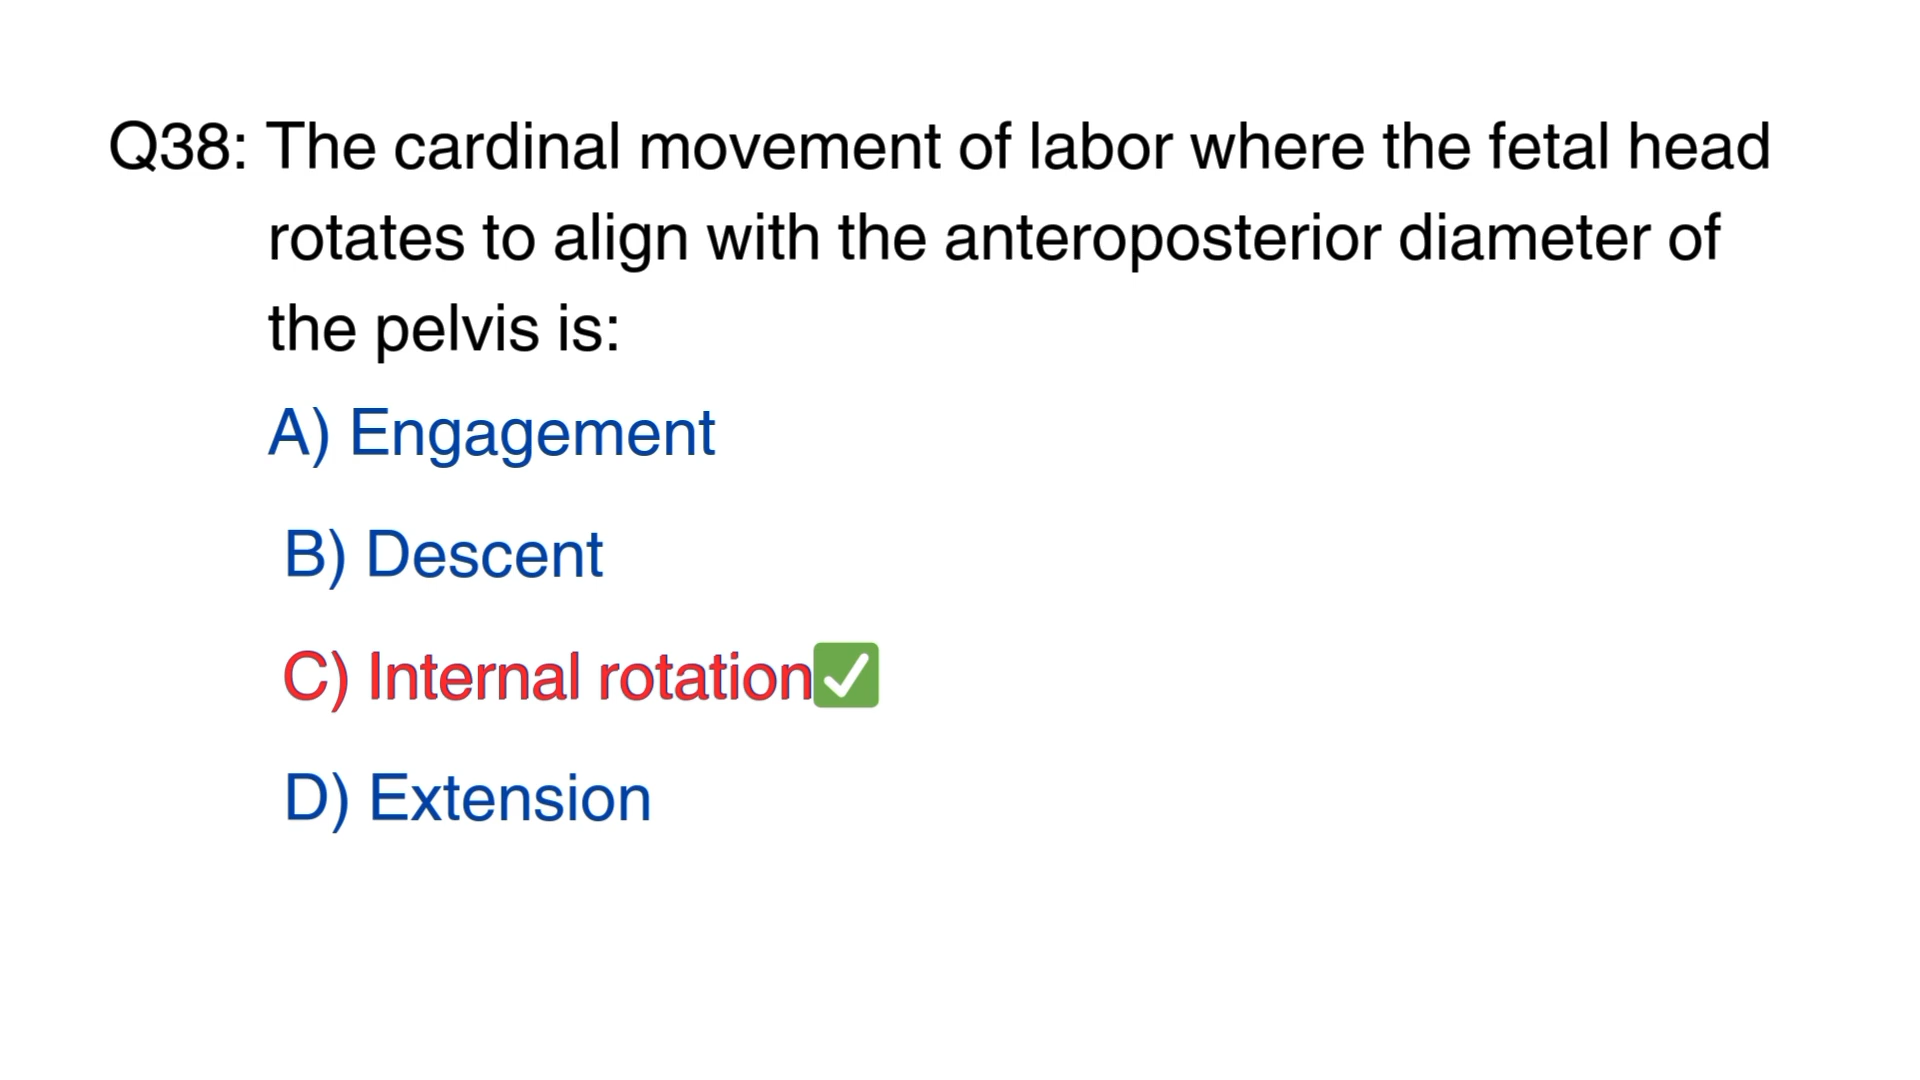 Q38: The cardinal movement of labor where the fetal head
rotates to align with the anteroposterior diameter of
the pelvis is:
A) Engagement
B) Descent
C) Internal rotation✅
D) Extension